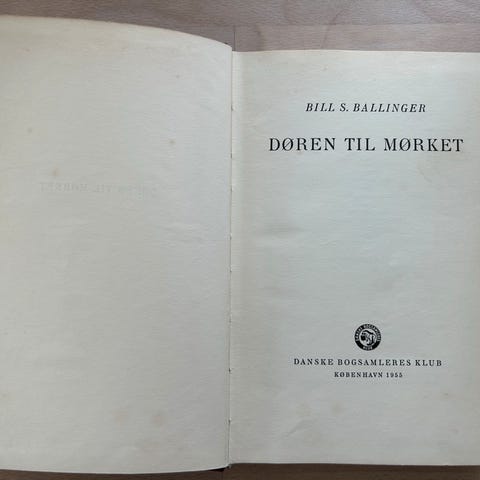 BILL S. BALLINGER
DØREN TIL MØRKET
DANSKE BOGSAMLERES KLUB
KØBENHAVN 1955